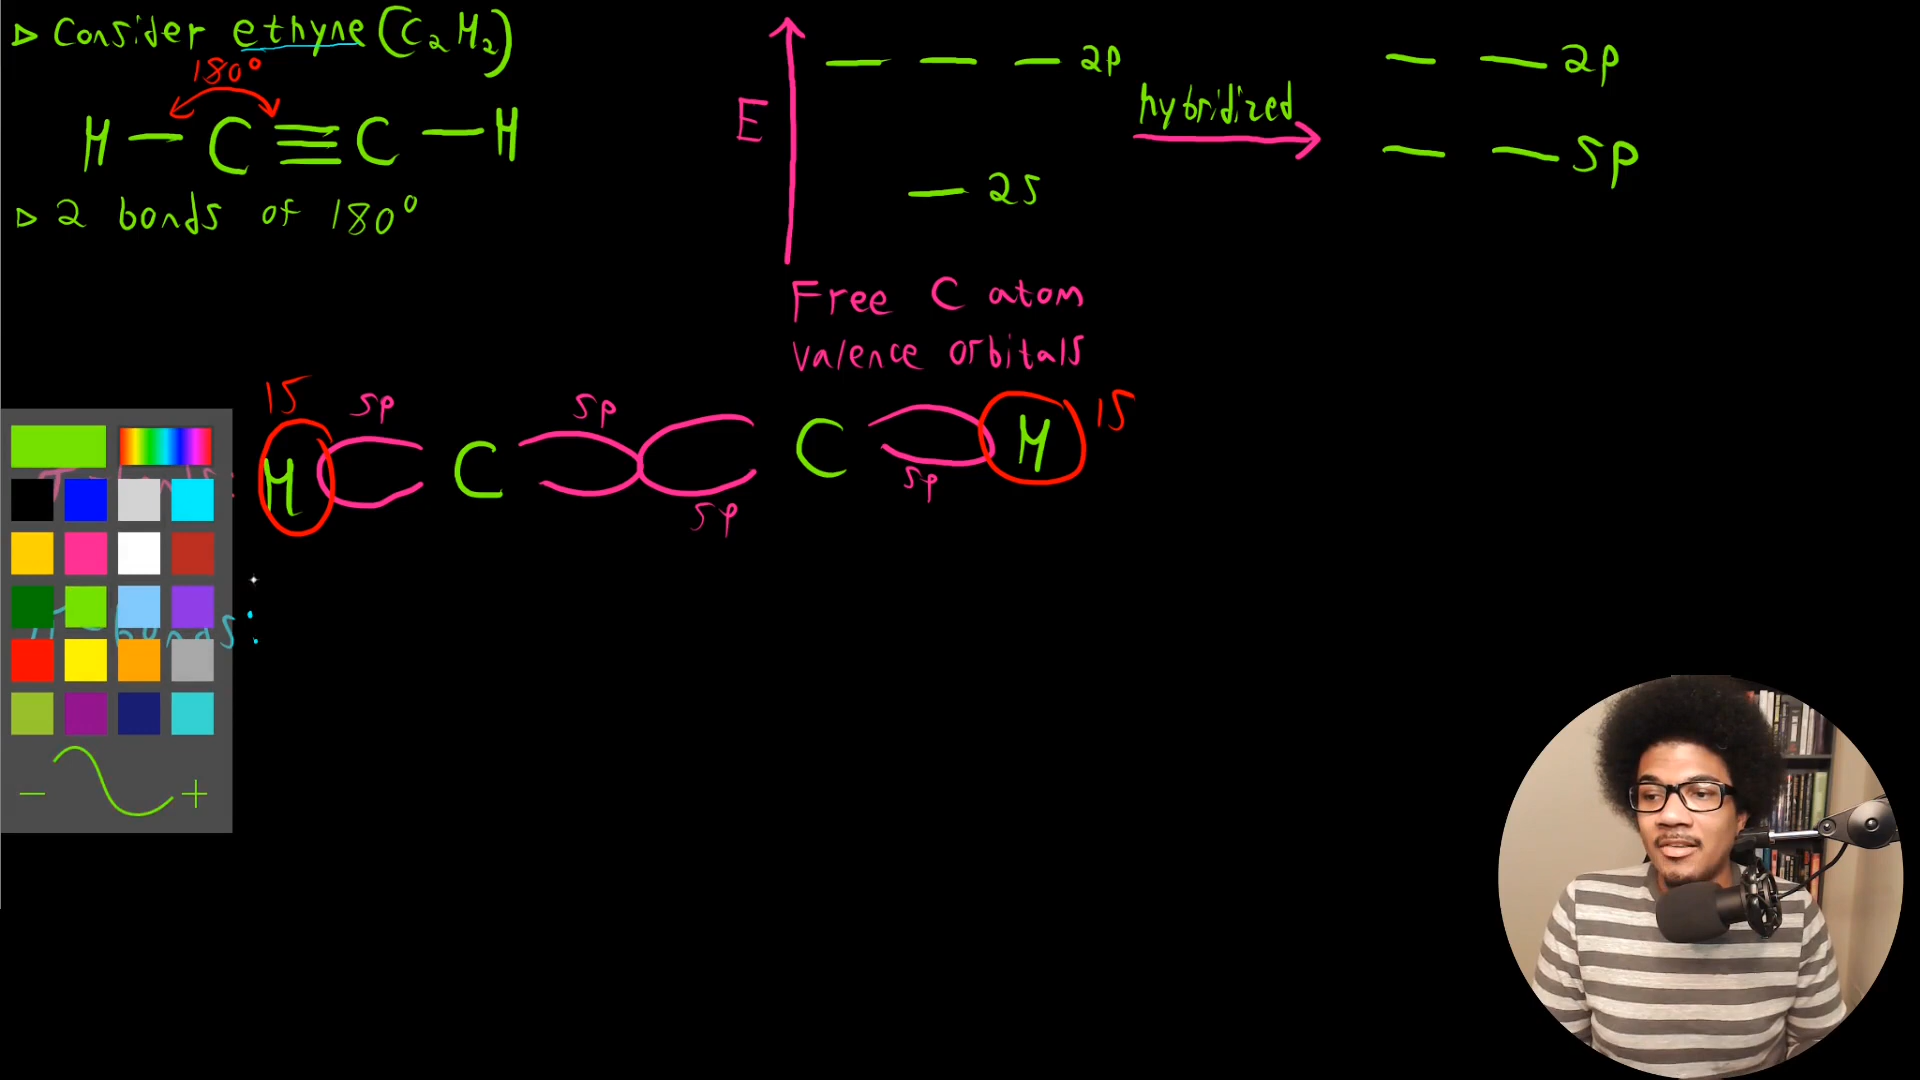 ▷ Consider ethyne (C₂H₂)
180°
H – C ≡ C – H
▷ 2 bonds of 180°
E
2p
2s
hybridized
2p
sp
Free C atom
valence orbitals
1s sp sp 1s
H C C H
sp sp
-bonds: